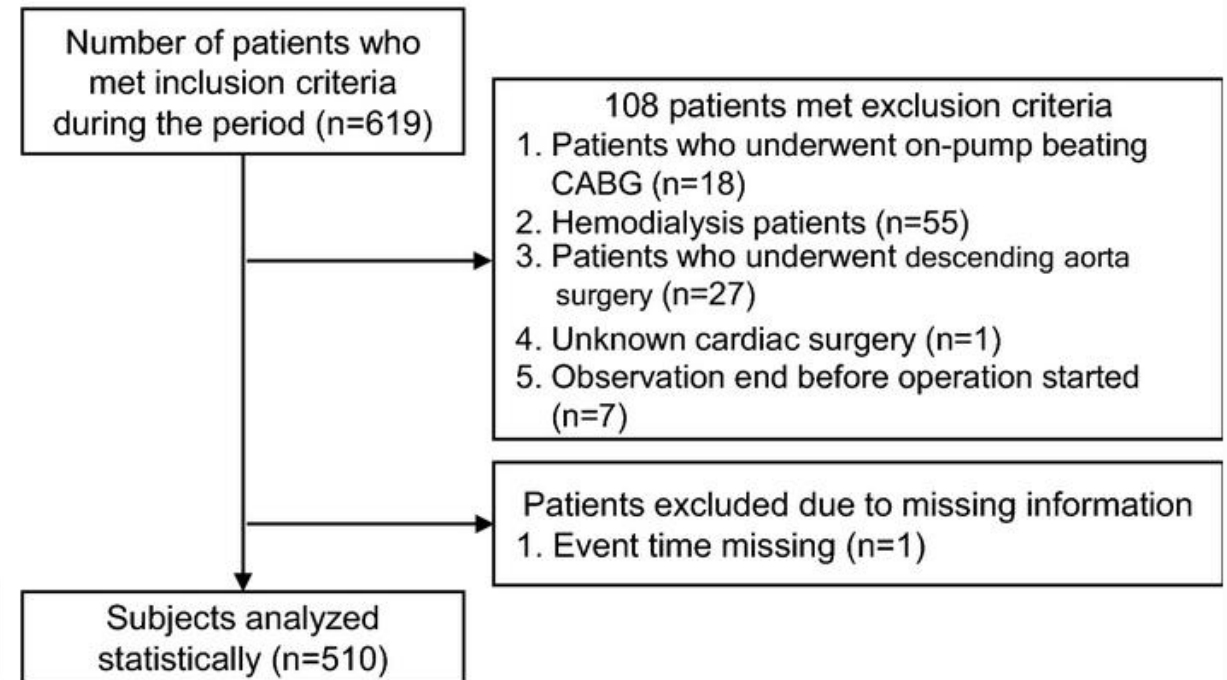 Number of patients who
met inclusion criteria
during the period (n=619)
108 patients met exclusion criteria
1. Patients who underwent on-pump beating
CABG (n=18)
2. Hemodialysis patients (n=55)
3. Patients who underwent descending aorta
surgery (n=27)
4. Unknown cardiac surgery (n=1)
5. Observation end before operation started
(n=7)
Patients excluded due to missing information
1. Event time missing (n=1)
Subjects analyzed
statistically (n=510)